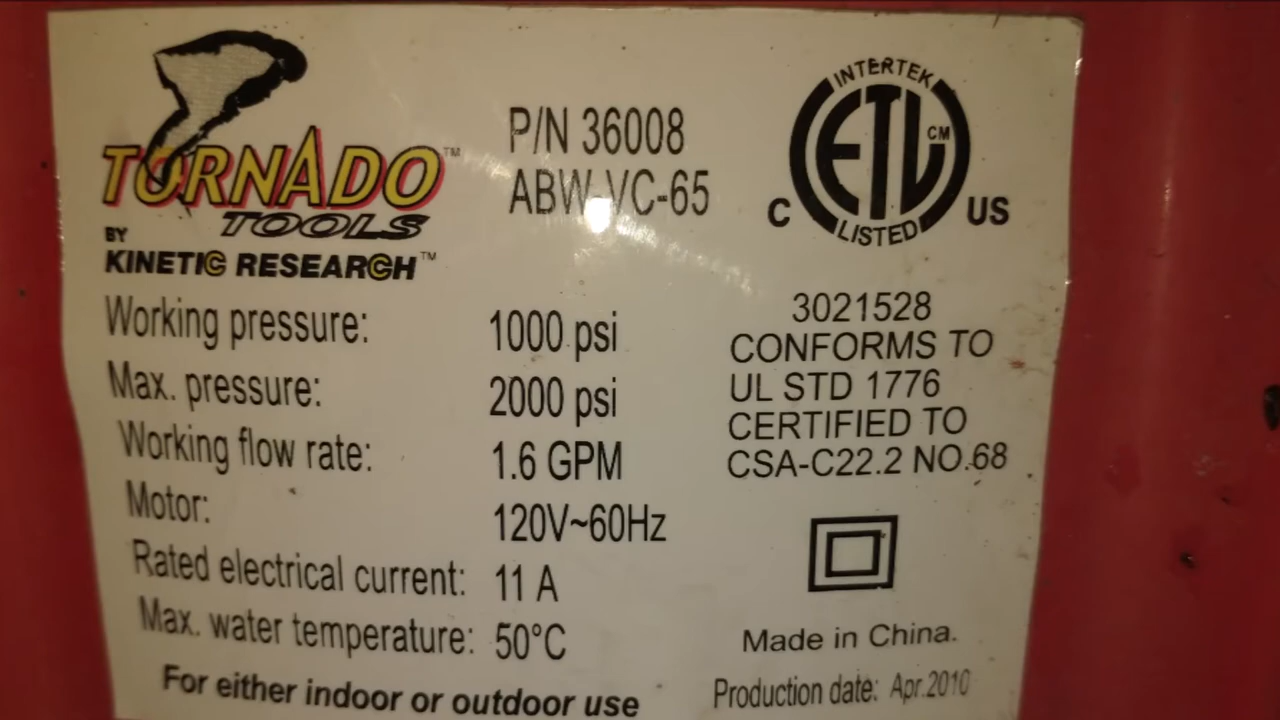 TORNADO™
TOOLS
BY
KINETIC RESEARCH™
P/N 36008
ABW-VC-65
INTERTEK
ETL CM
LISTED
C US
Working pressure: 1000 psi
Max. pressure: 2000 psi
Working flow rate: 1.6 GPM
Motor: 120V~60Hz
Rated electrical current: 11 A
Max. water temperature: 50°C
For either indoor or outdoor use
3021528
CONFORMS TO
UL STD 1776
CERTIFIED TO
CSA-C22.2 NO.68
Made in China.
Production date: Apr.2010